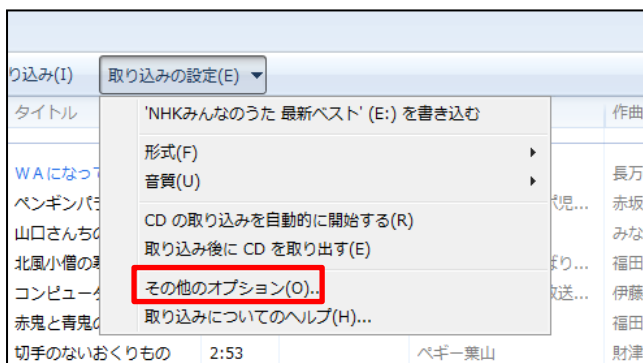 り込み(I) 取り込みの設定(E)
タイトル 作曲
'NHKみんなのうた 最新ベスト' (E:) を書き込む
形式(F)
ＷＡになって 長万
音質(U)
ペンギンパ 児... 赤坂
CD の取り込みを自動的に開始する(R)
山口さんちの みな
取り込み後に CD を取り出す(E)
北風小僧の ばり... 福田
その他のオプション(O)...
コンピュータ 放送... 伊藤
取り込みについてのヘルプ(H)...
赤鬼と青鬼の 福田
切手のないおくりもの 2:53 ペギー葉山 財津